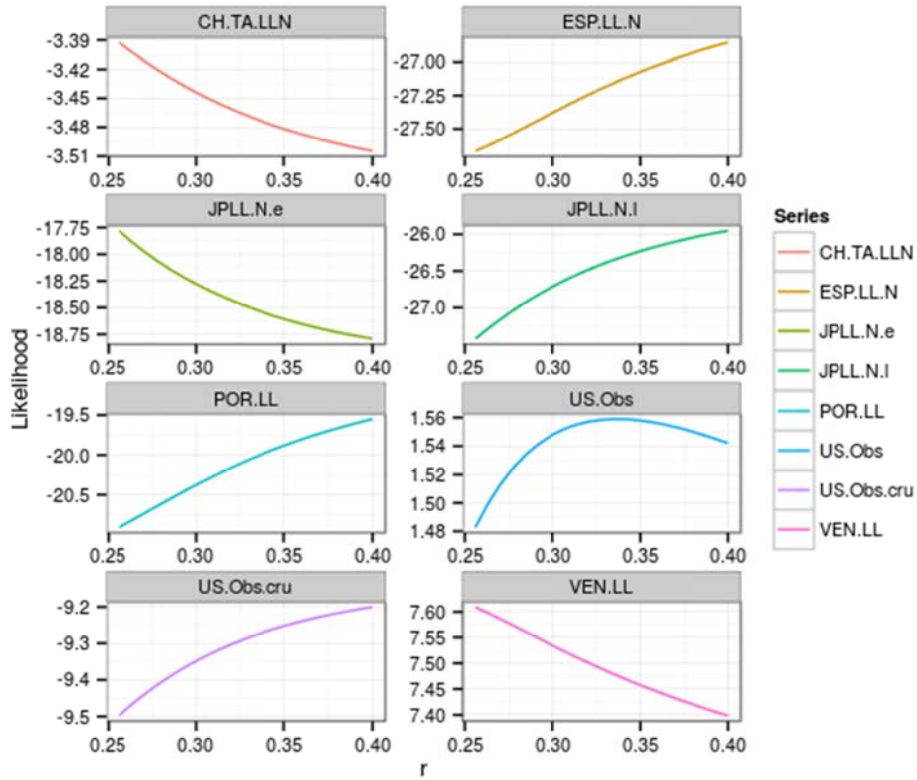 CH.TA.LLN
ESP.LL.N
-3.39
-3.42
-3.45
-3.48
-3.51
-27.00
-27.25
-27.50
0.25 0.30 0.35 0.40
0.25 0.30 0.35 0.40
JPLL.N.e
JPLL.N.l
-17.75
-18.00
-18.25
-18.50
-18.75
-26.0
-26.5
-27.0
0.25 0.30 0.35 0.40
0.25 0.30 0.35 0.40
POR.LL
US.Obs
-19.5
-20.0
-20.5
1.56
1.54
1.52
1.50
1.48
0.25 0.30 0.35 0.40
0.25 0.30 0.35 0.40
US.Obs.cru
VEN.LL
-9.2
-9.3
-9.4
-9.5
7.60
7.55
7.50
7.45
7.40
0.25 0.30 0.35 0.40
0.25 0.30 0.35 0.40
Likelihood
r
Series
CH.TA.LLN
ESP.LL.N
JPLL.N.e
JPLL.N.l
POR.LL
US.Obs
US.Obs.cru
VEN.LL